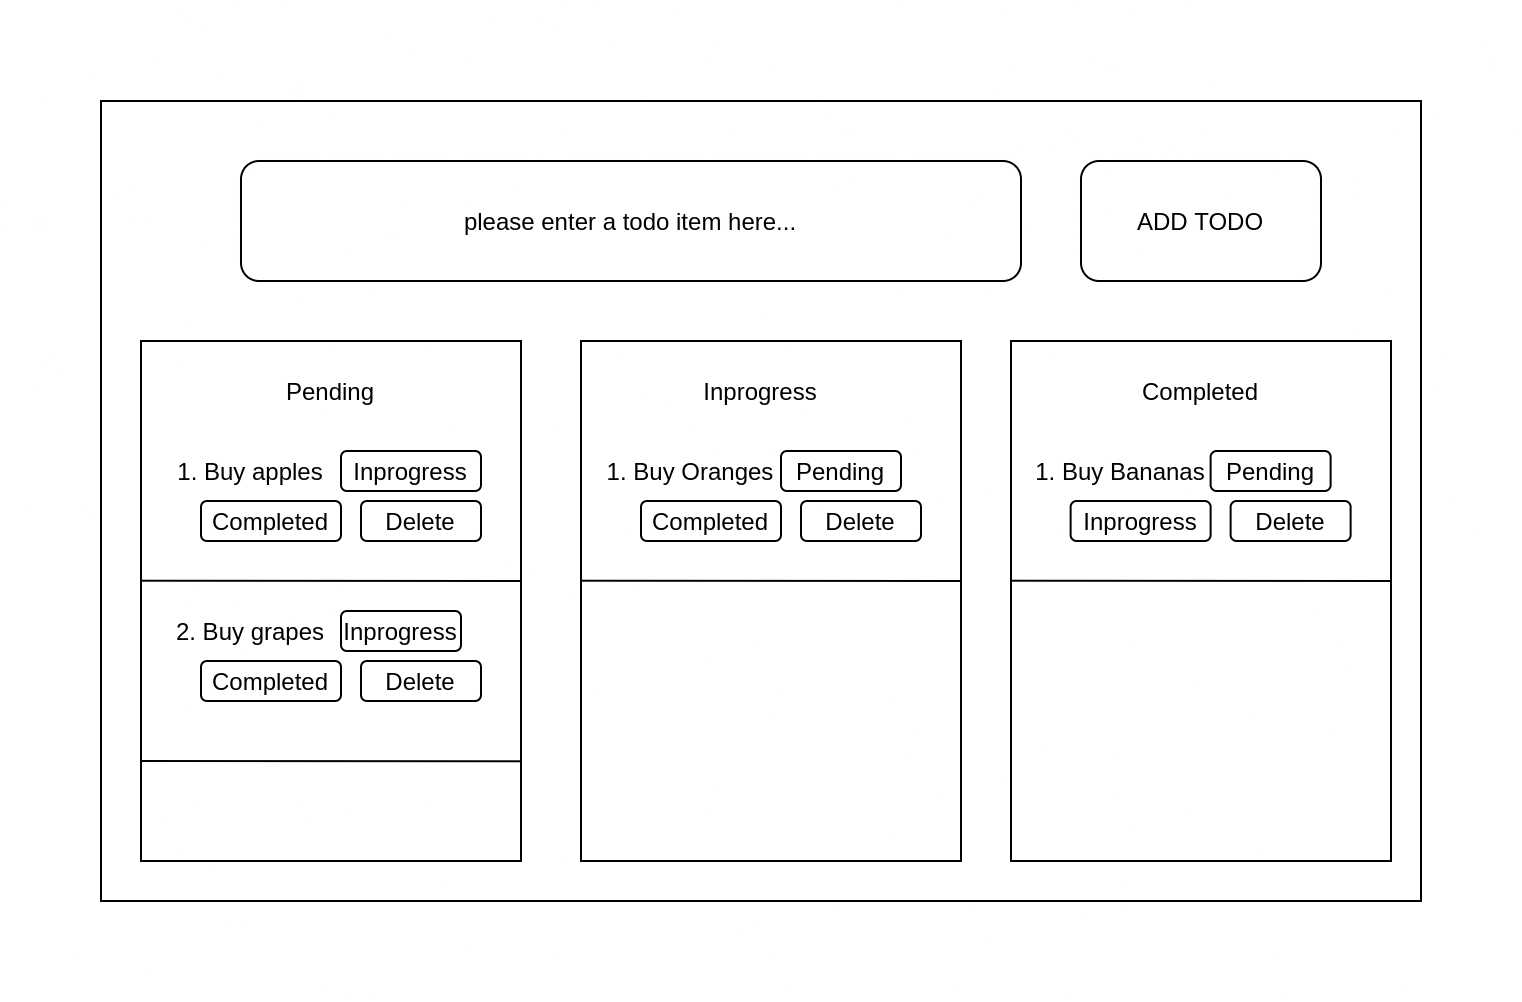 please enter a todo item here...
ADD TODO
Pending
1. Buy apples
Inprogress
Completed
Delete
2. Buy grapes
Inprogress
Completed
Delete
Inprogress
1. Buy Oranges
Pending
Completed
Delete
Completed
1. Buy Bananas
Pending
Inprogress
Delete